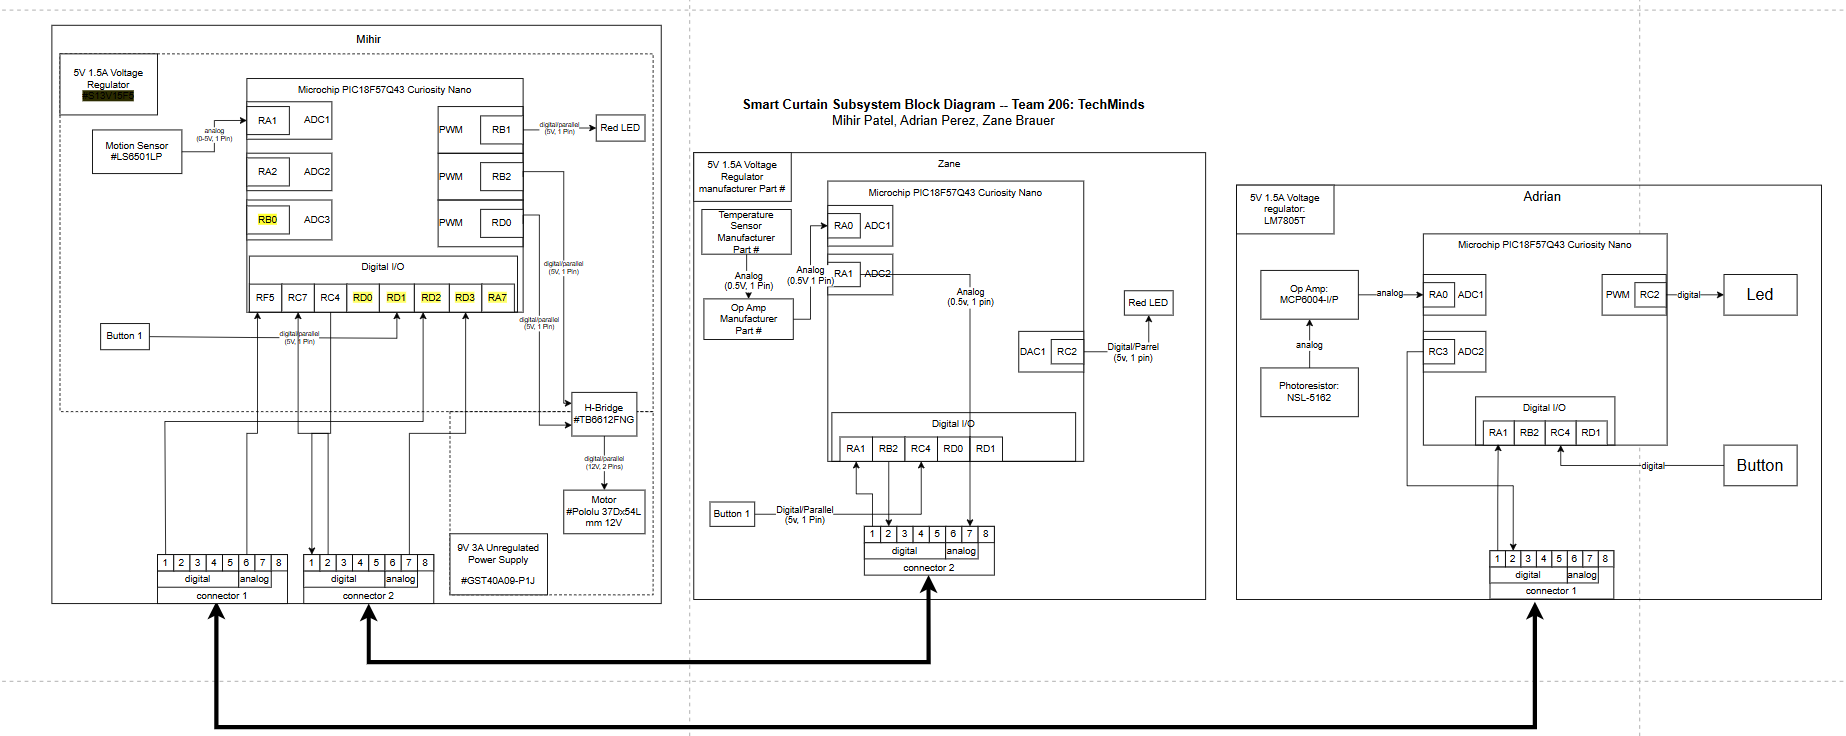 Smart Curtain Subsystem Block Diagram -- Team 206: TechMinds
Mihir Patel, Adrian Perez, Zane Brauer
Mihir
5V 1.5A Voltage
Regulator
#S13V15F5
Microchip PIC18F57Q43 Curiosity Nano
RA1
ADC1
analog
(0-5V, 1 Pin)
Motion Sensor
#LS6501LP
RA2
ADC2
RB0
ADC3
PWM
RB1
digital/parallel
(5V, 1 Pin)
Red LED
PWM
RB2
PWM
RD0
digital/parallel
(5V, 1 Pin)
digital/parallel
(5V, 1 Pin)
Digital I/O
RF5
RC7
RC4
RD0
RD1
RD2
RD3
RA7
Button 1
digital/parallel
(5V, 1 Pin)
H-Bridge
#TB6612FNG
digital/parallel
(12V, 2 Pins)
Motor
#Pololu 37Dx54L
mm 12V
9V 3A Unregulated
Power Supply
#GST40A09-P1J
1 2 3 4 5 6 7 8
digital
analog
connector 1
1 2 3 4 5 6 7 8
digital
analog
connector 2
Zane
5V 1.5A Voltage
Regulator
manufacturer Part #
Microchip PIC18F57Q43 Curiosity Nano
Temperature
Sensor
Manufacturer
Part #
Analog
(0.5V, 1 Pin)
Op Amp
Manufacturer
Part #
Analog
(0.5V 1 Pin)
RA0
ADC1
RA1
ADC2
Analog
(0.5v, 1 pin)
DAC1
RC2
Digital/Parrel
(5v, 1 pin)
Red LED
Digital I/O
RA1
RB2
RC4
RD0
RD1
Button 1
Digital/Parallel
(5v, 1 Pin)
1 2 3 4 5 6 7 8
digital
analog
connector 2
Adrian
5V 1.5A Voltage
regulator:
LM7805T
Microchip PIC18F57Q43 Curiosity Nano
Op Amp:
MCP6004-I/P
analog
RA0
ADC1
analog
Photoresistor:
NSL-5162
RC3
ADC2
PWM
RC2
digital
Led
Digital I/O
RA1
RB2
RC4
RD1
digital
Button
1 2 3 4 5 6 7 8
digital
analog
connector 1